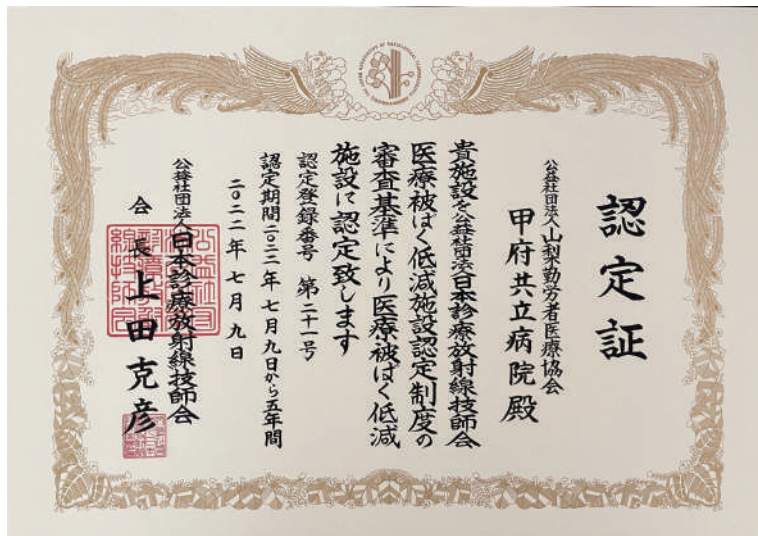 認定証
公益社団法人山梨勤労者医療協会
甲府共立病院殿
貴施設を公益社団法人日本診療放射線技師会
医療被ばく低減施設認定制度の
審査基準により医療被ばく低減
施設に認定致します
認定登録番号 第二十一号
認定期間二〇二二年七月九日から五年間
二〇二二年七月九日
公益社団法人日本診療放射線技師会
会長上田克彦